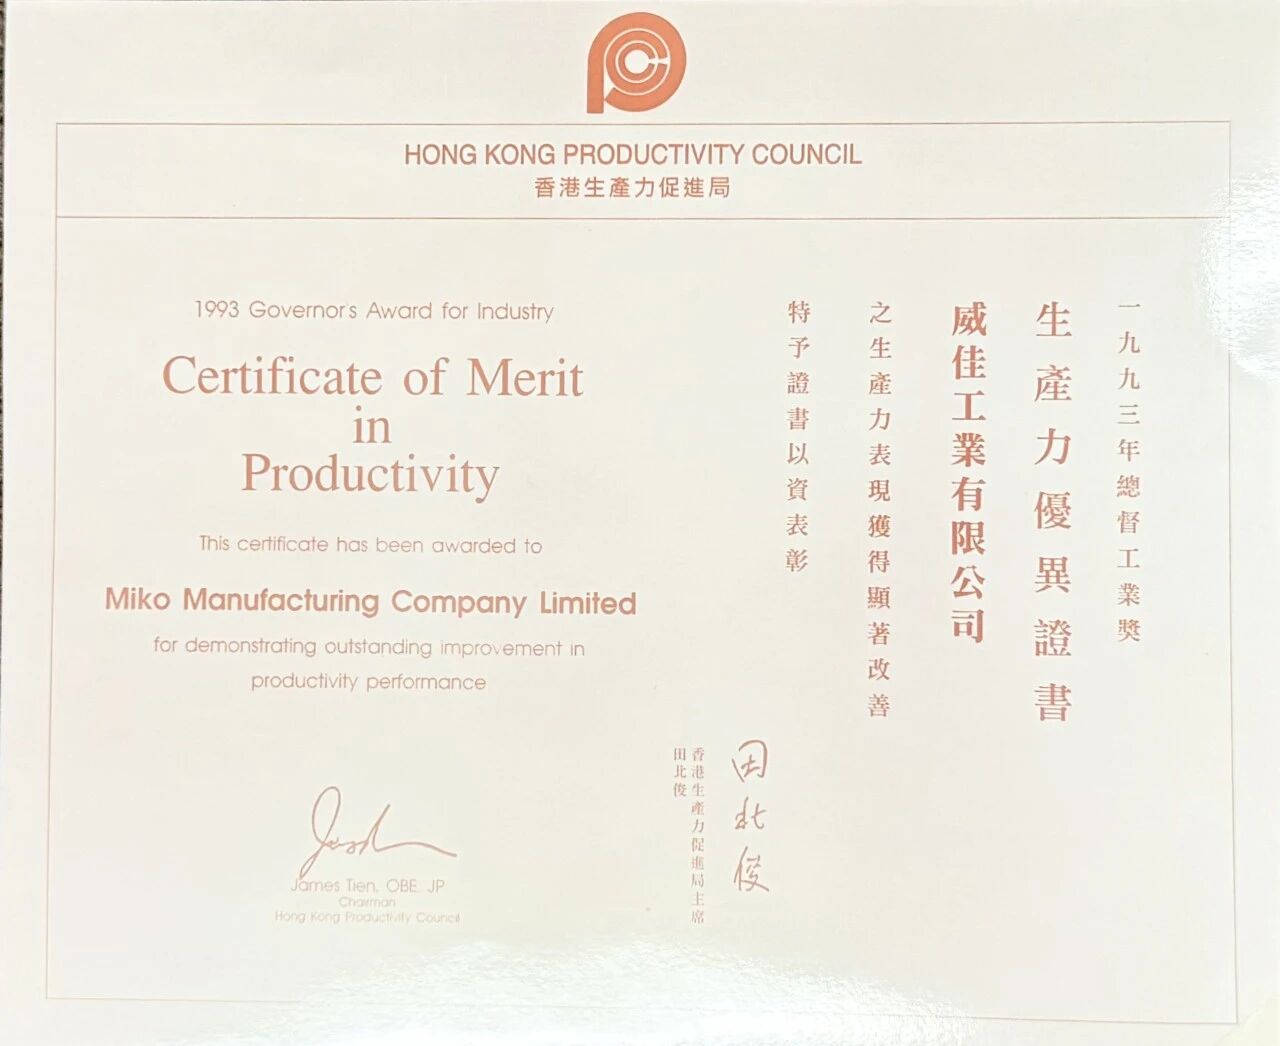 HONG KONG PRODUCTIVITY COUNCIL
香港生產力促進局
1993 Governor's Award for Industry
Certificate of Merit
in
Productivity
This certificate has been awarded to
Miko Manufacturing Company Limited
for demonstrating outstanding improvement in
productivity performance
James Tien, OBE, JP
Chairman
Hong Kong Productivity Council
一九九三年總督工業獎
生產力優異證書
威佳工業有限公司
之生產力表現獲得顯著改善
特予證書以資表彰
田北俊
香港生產力促進局主席
田北俊